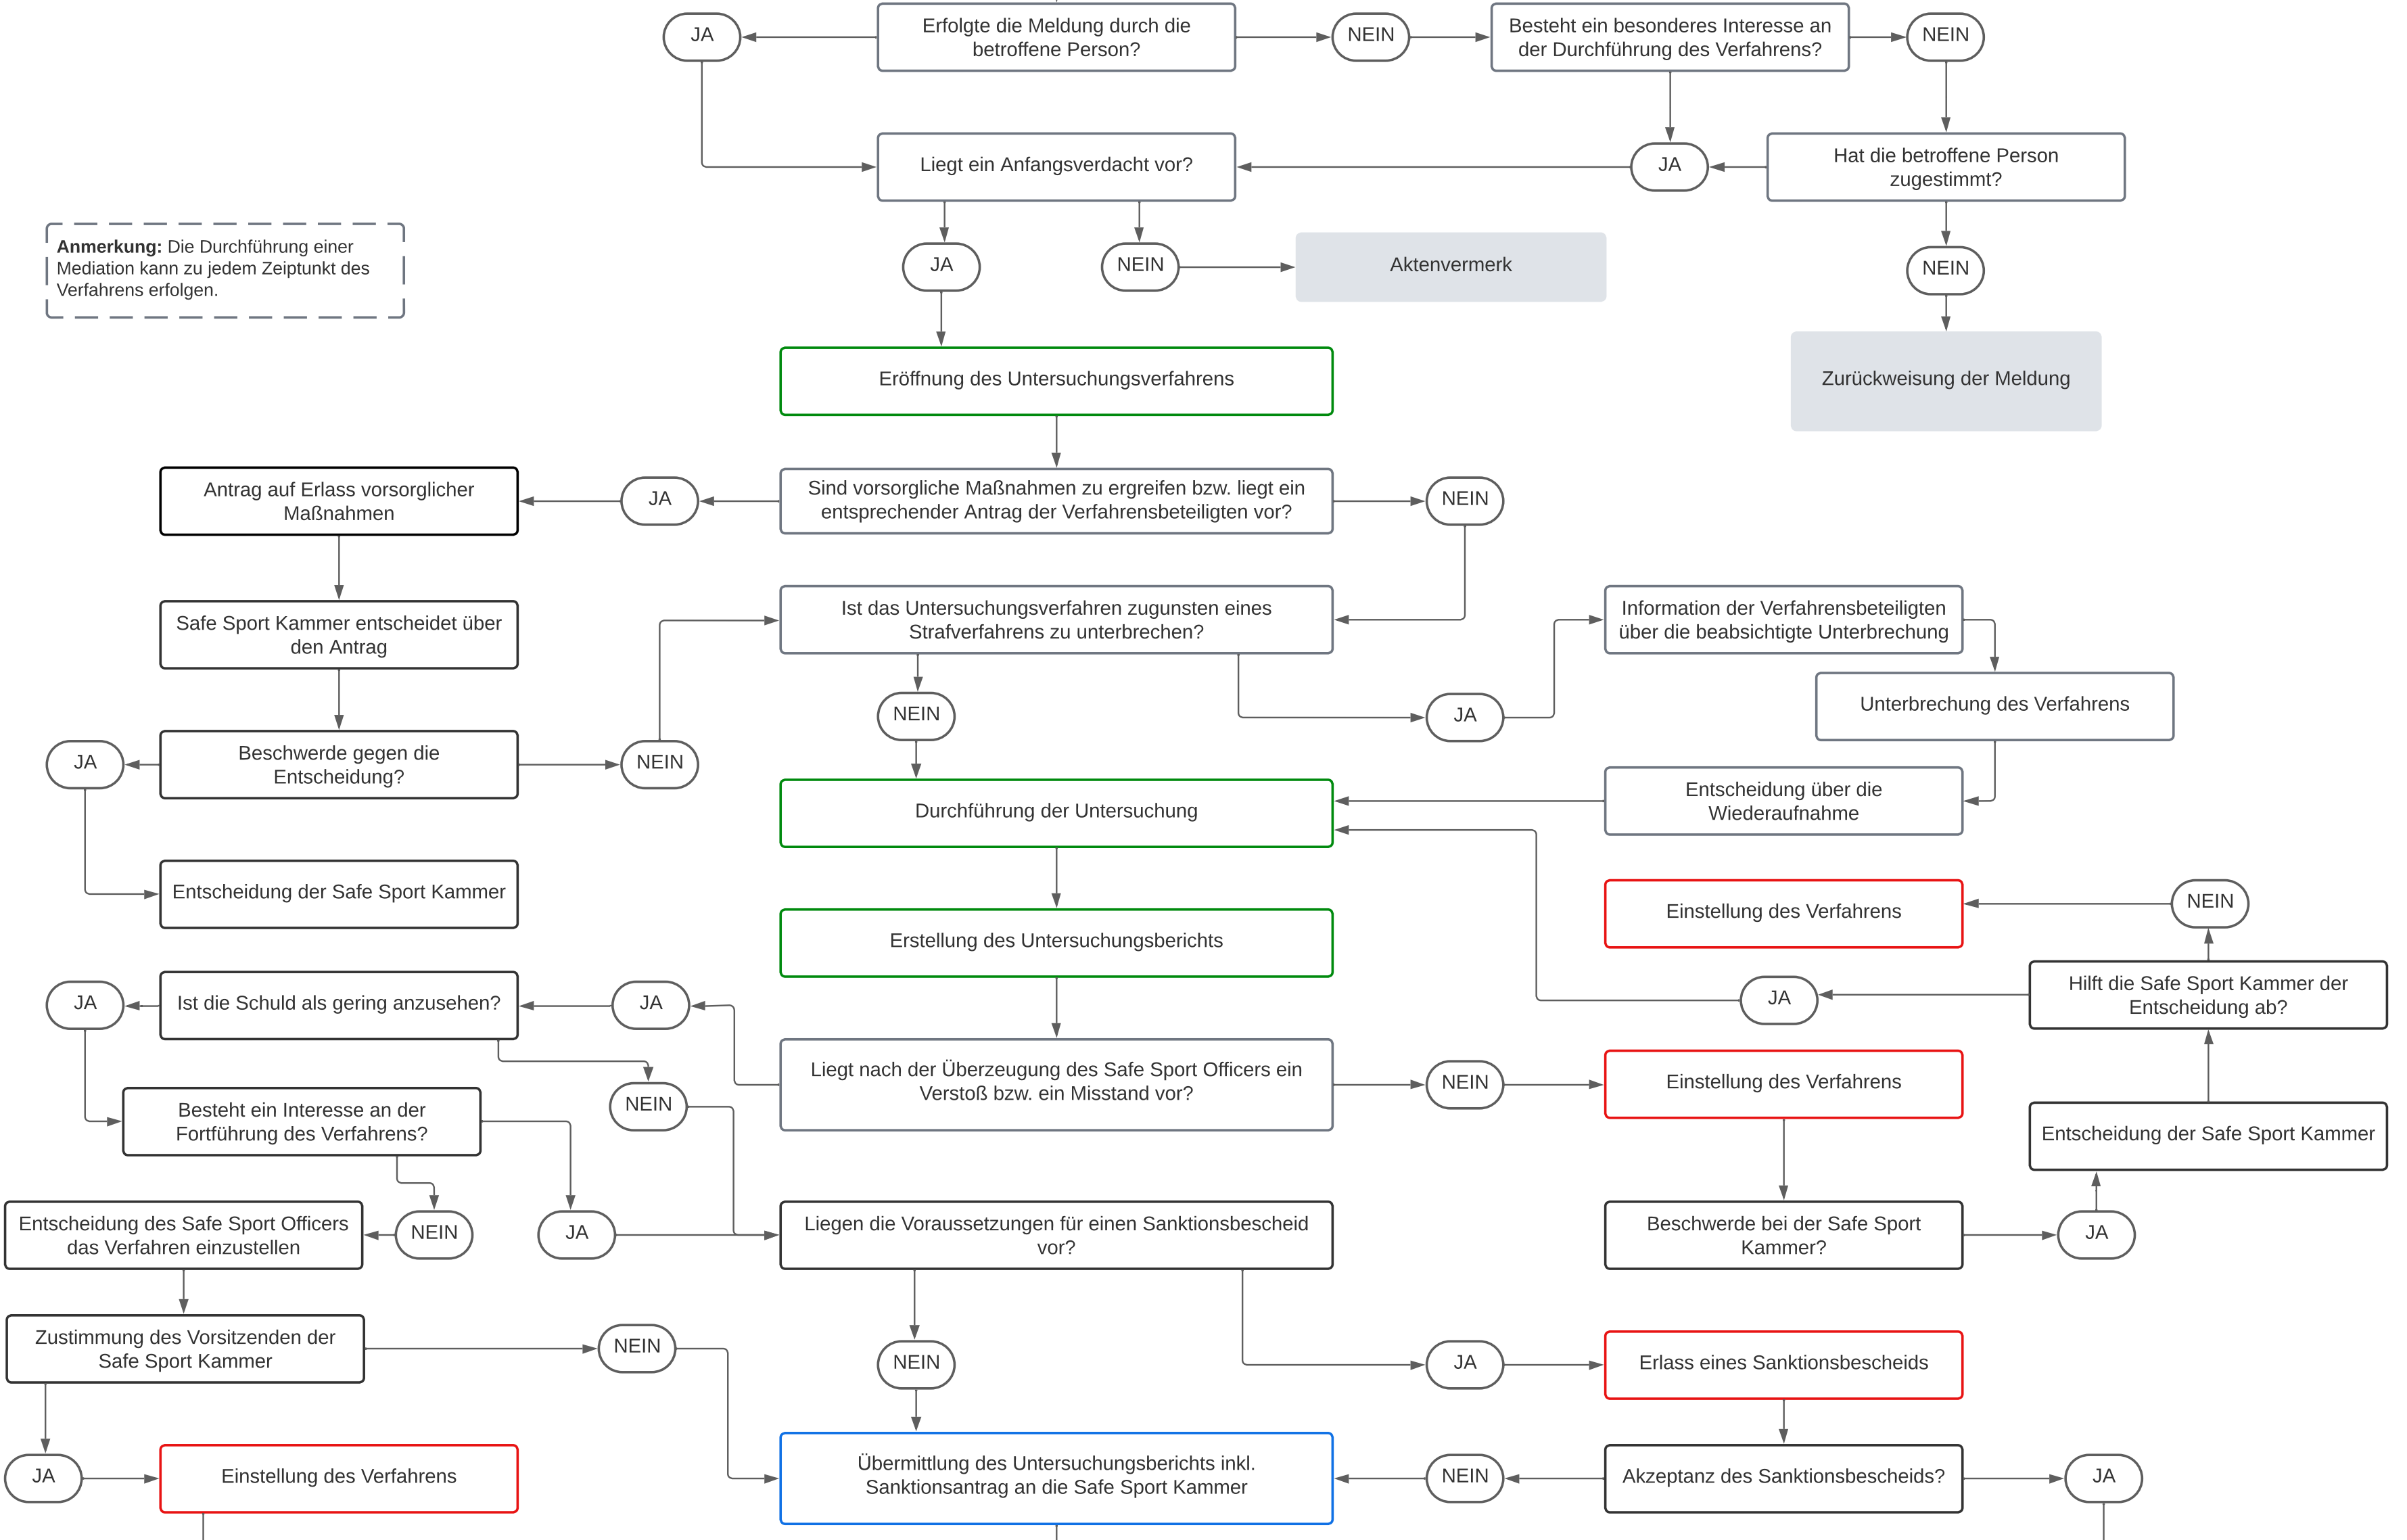 JA
Erfolgte die Meldung durch die
betroffene Person?
NEIN
Besteht ein besonderes Interesse an
der Durchführung des Verfahrens?
NEIN
Liegt ein Anfangsverdacht vor?
JA
Hat die betroffene Person
zugestimmt?
Anmerkung: Die Durchführung einer
Mediation kann zu jedem Zeiptunkt des
Verfahrens erfolgen.
JA
NEIN
Aktenvermerk
NEIN
Eröffnung des Untersuchungsverfahrens
Zurückweisung der Meldung
Antrag auf Erlass vorsorglicher
Maßnahmen
JA
Sind vorsorgliche Maßnahmen zu ergreifen bzw. liegt ein
entsprechender Antrag der Verfahrensbeteiligten vor?
NEIN
Safe Sport Kammer entscheidet über
den Antrag
Ist das Untersuchungsverfahren zugunsten eines
Strafverfahrens zu unterbrechen?
Information der Verfahrensbeteiligten
über die beabsichtigte Unterbrechung
NEIN
JA
Unterbrechung des Verfahrens
JA
Beschwerde gegen die
Entscheidung?
NEIN
Durchführung der Untersuchung
Entscheidung über die
Wiederaufnahme
Entscheidung der Safe Sport Kammer
Erstellung des Untersuchungsberichts
Einstellung des Verfahrens
NEIN
JA
Ist die Schuld als gering anzusehen?
JA
JA
Hilft die Safe Sport Kammer der
Entscheidung ab?
Liegt nach der Überzeugung des Safe Sport Officers ein
Verstoß bzw. ein Misstand vor?
NEIN
Einstellung des Verfahrens
Besteht ein Interesse an der
Fortführung des Verfahrens?
NEIN
Entscheidung der Safe Sport Kammer
Entscheidung des Safe Sport Officers
das Verfahren einzustellen
NEIN
JA
Liegen die Voraussetzungen für einen Sanktionsbescheid
vor?
Beschwerde bei der Safe Sport
Kammer?
JA
Zustimmung des Vorsitzenden der
Safe Sport Kammer
NEIN
NEIN
JA
Erlass eines Sanktionsbescheids
JA
Einstellung des Verfahrens
Übermittlung des Untersuchungsberichts inkl.
Sanktionsantrag an die Safe Sport Kammer
NEIN
Akzeptanz des Sanktionsbescheids?
JA